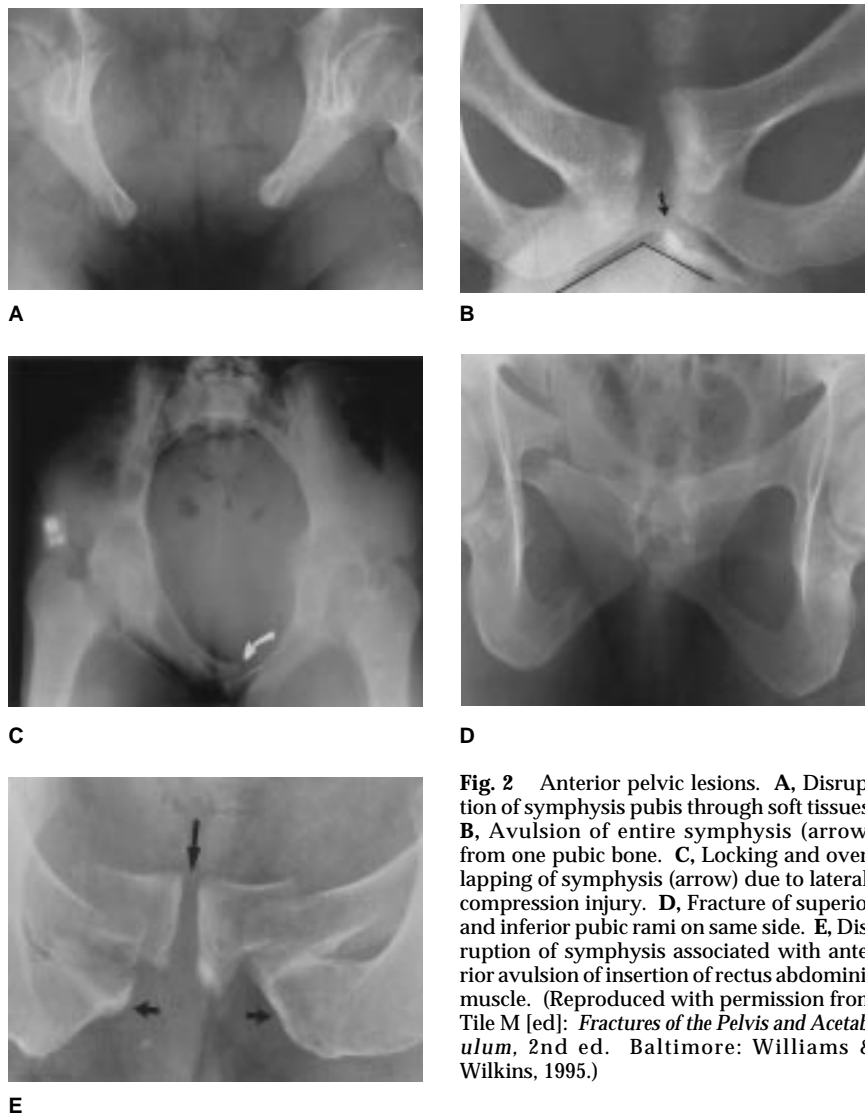 A
B
C
D
Fig. 2 Anterior pelvic lesions. A, Disrup
tion of symphysis pubis through soft tissues
B, Avulsion of entire symphysis (arrow
from one pubic bone. C, Locking and over
lapping of symphysis (arrow) due to lateral
compression injury. D, Fracture of superio
and inferior pubic rami on same side. E, Dis
ruption of symphysis associated with ante
rior avulsion of insertion of rectus abdomini
muscle. (Reproduced with permission from
Tile M [ed]: Fractures of the Pelvis and Acetab
ulum, 2nd ed. Baltimore: Williams &
Wilkins, 1995.)
E